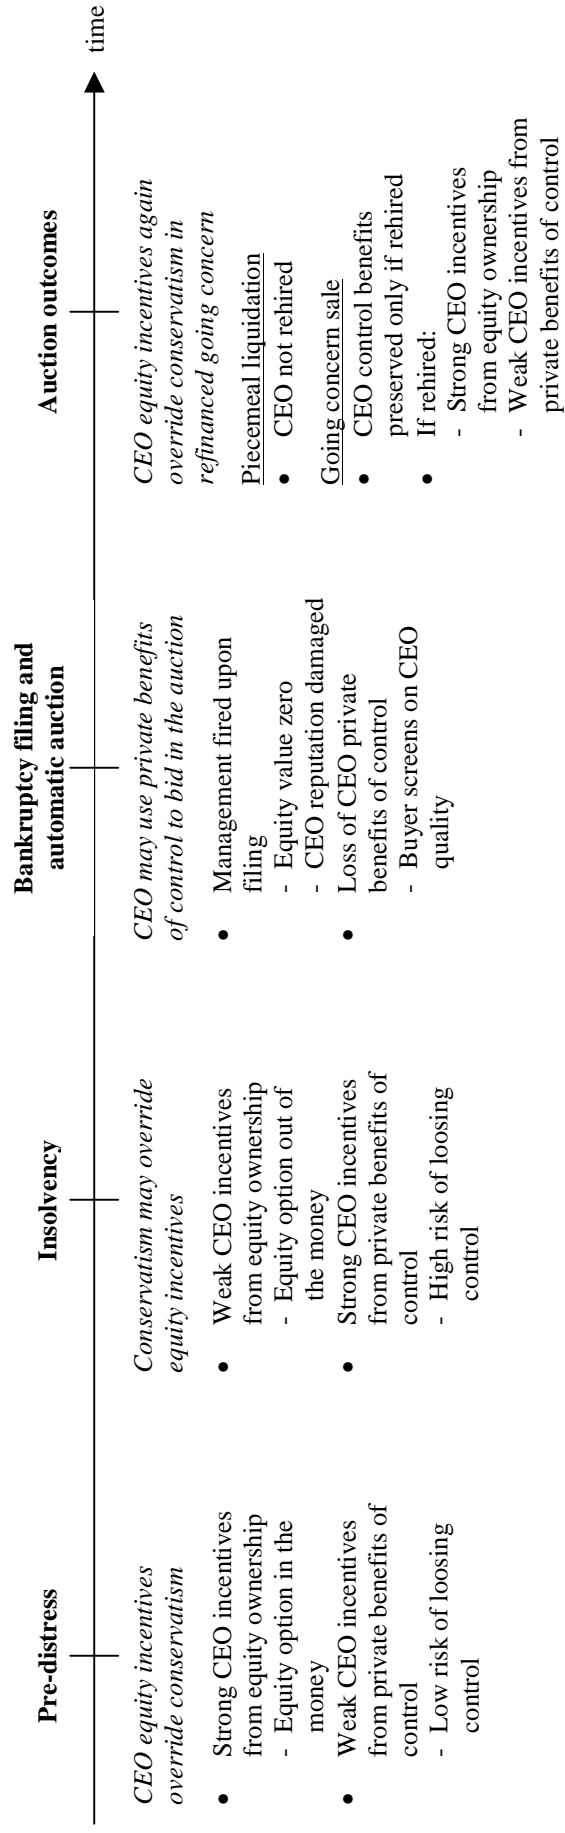 Pre-distress
CEO equity incentives
override conservatism
● Strong CEO incentives
from equity ownership
- Equity option in the
money
● Weak CEO incentives
from private benefits of
control
- Low risk of loosing
control
Insolvency
Conservatism may override
equity incentives
● Weak CEO incentives
from equity ownership
- Equity option out of
the money
● Strong CEO incentives
from private benefits of
control
- High risk of loosing
control
Bankruptcy filing and
automatic auction
CEO may use private benefits
of control to bid in the auction
● Management fired upon
filing
- Equity value zero
- CEO reputation damaged
● Loss of CEO private
benefits of control
- Buyer screens on CEO
quality
Auction outcomes
CEO equity incentives again
override conservatism in
refinanced going concern
Piecemeal liquidation
● CEO not rehired
Going concern sale
● CEO control benefits
preserved only if rehired
● If rehired:
- Strong CEO incentives
from equity ownership
- Weak CEO incentives from
private benefits of control
time